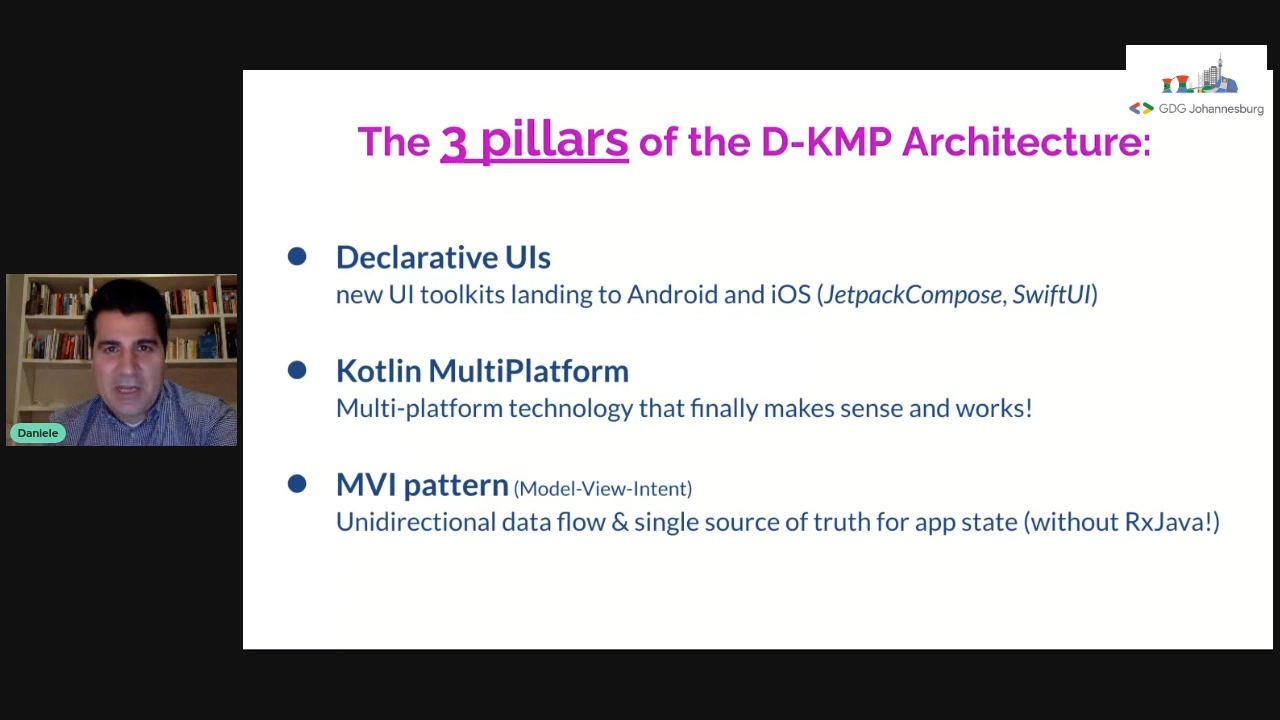 GDG Johannesburg
The 3 pillars of the D-KMP Architecture:
Declarative UIs
new UI toolkits landing to Android and iOS (JetpackCompose, SwiftUI)
Kotlin MultiPlatform
Multi-platform technology that finally makes sense and works!
MVI pattern (Model-View-Intent)
Unidirectional data flow & single source of truth for app state (without RxJava!)
Daniele